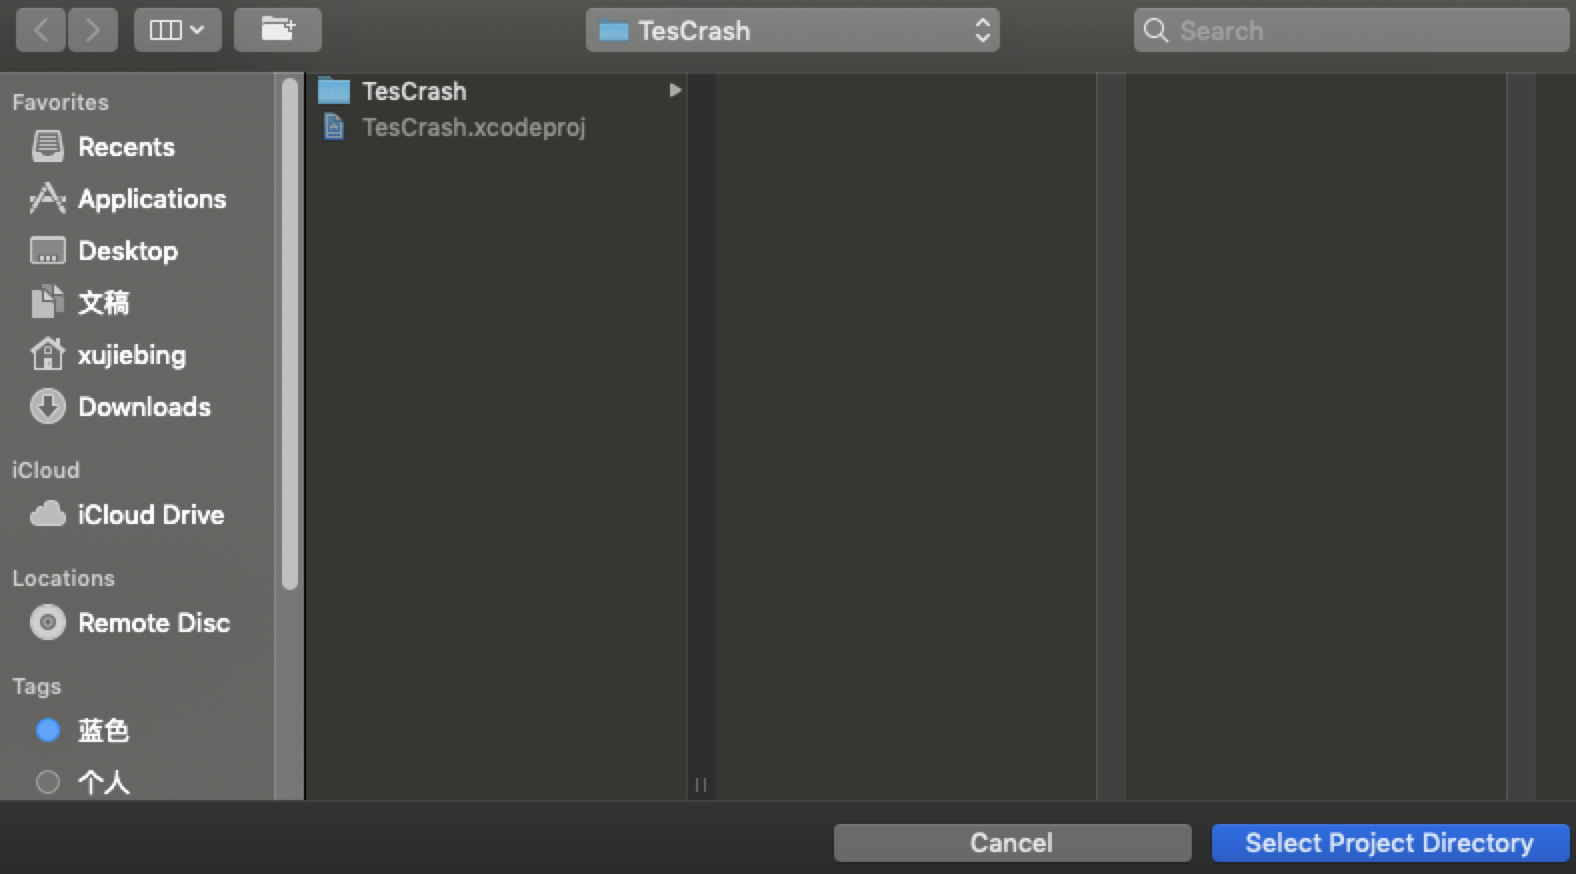 TesCrash
Search
Favorites
Recents
Applications
Desktop
文稿
xujiebing
Downloads
iCloud
iCloud Drive
Locations
Remote Disc
Tags
蓝色
个人
TesCrash
TesCrash.xcodeproj
Cancel
Select Project Directory